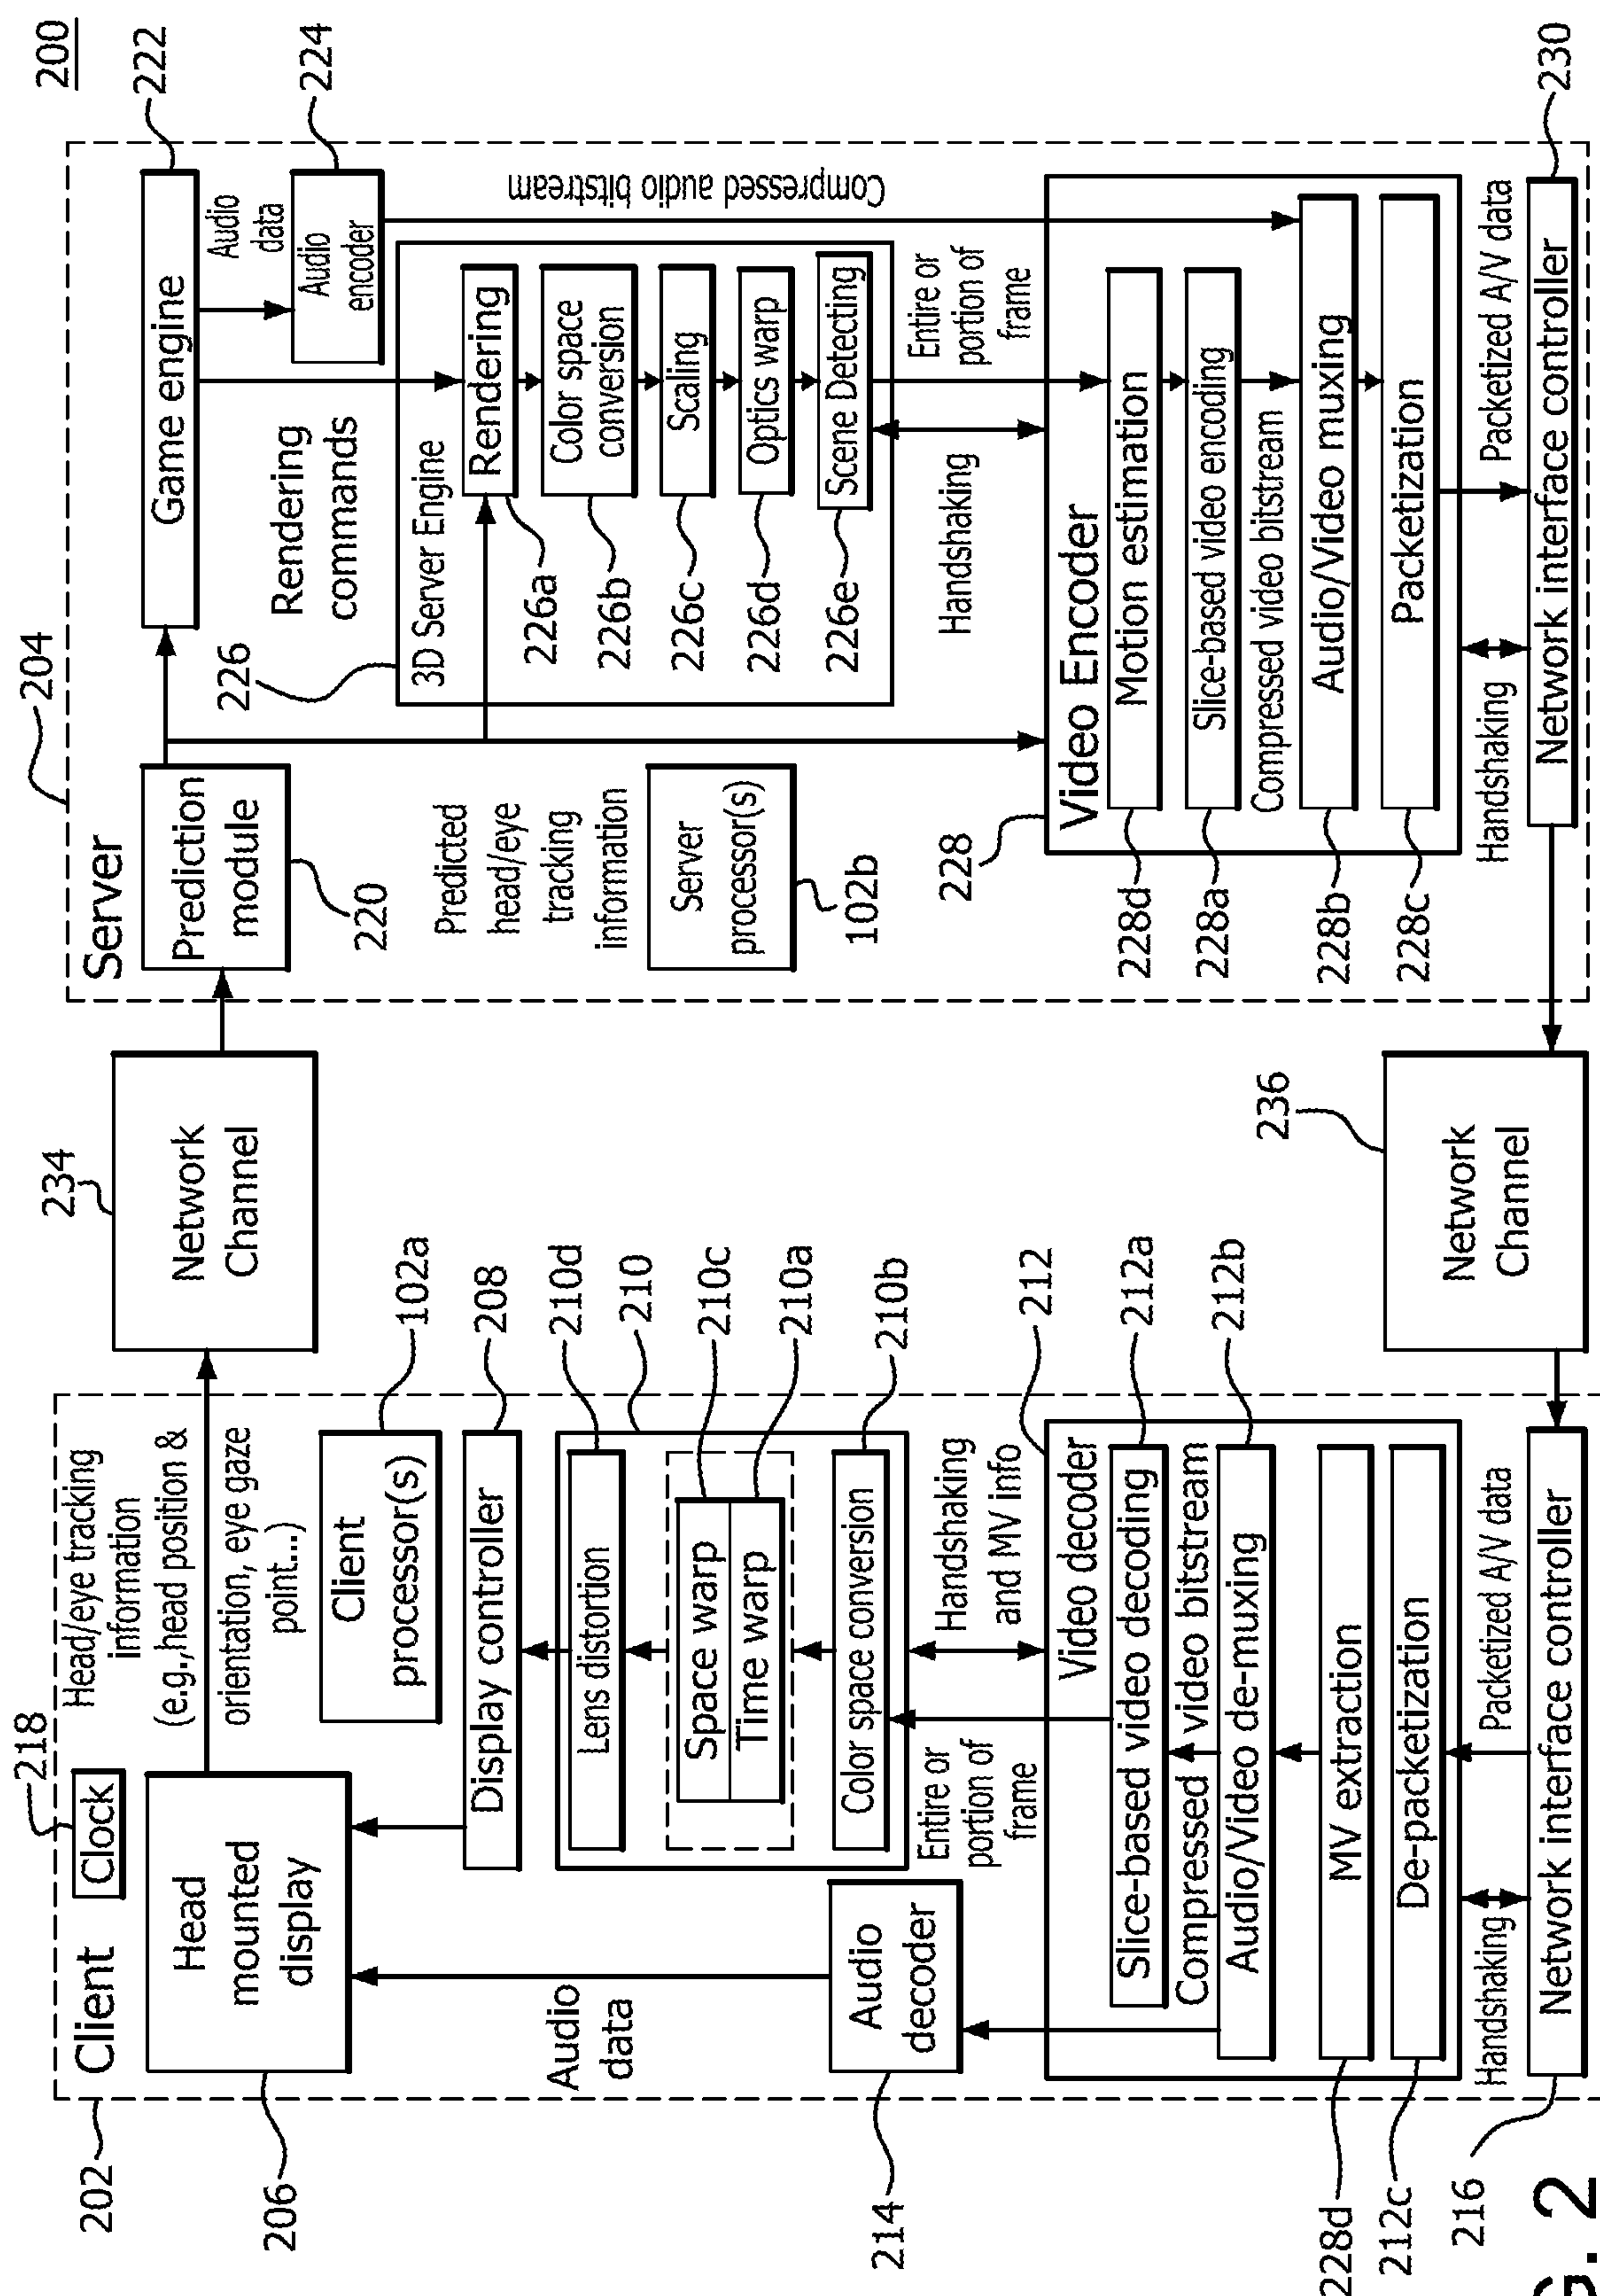 200
Client
202
218
Clock
Head
mounted
display
206
Head/eye tracking
information
(e.g.,head position &
orientation, eye gaze
point...)
Client
processor(s)
102a
Display controller
208
Lens distortion
210d
210
Space warp
210c
Time warp
210a
Color space conversion
210b
Audio
data
Audio
decoder
214
Entire or
portion of
frame
Handshaking
and MV info
212
Video decoder
Slice-based video decoding
212a
Compressed video bitstream
Audio/Video de-muxing
212b
MV extraction
228d
De-packetization
212c
Handshaking
Packetized A/V data
Network interface controller
216
234
Network
Channel
236
Network
Channel
Server
204
Prediction
module
220
Game engine
222
Audio
data
Audio
encoder
224
Rendering
commands
226
3D Server Engine
Rendering
226a
Color space
conversion
226b
Scaling
226c
Optics warp
226d
Scene Detecting
226e
Compressed audio bitstream
Predicted
head/eye
tracking
information
Server
processor(s)
102b
Handshaking
Entire or
portion of
frame
228
Video Encoder
Motion estimation
228d
Slice-based video encoding
228a
Compressed video bitstream
Audio/Video muxing
228b
Packetization
228c
Handshaking
Packetized A/V data
Network interface controller
230
G. 2